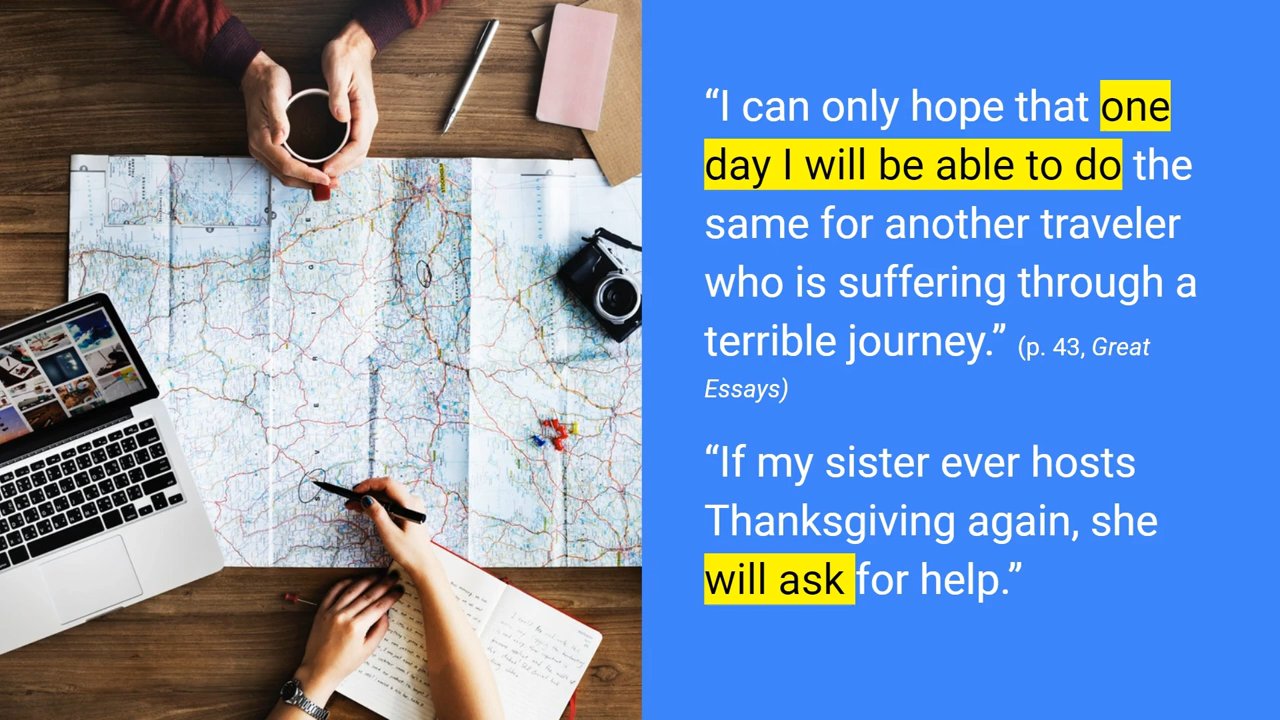 “I can only hope that one
day I will be able to do the
same for another traveler
who is suffering through a
terrible journey.” (p. 43, Great
Essays)
“If my sister ever hosts
Thanksgiving again, she
will ask for help.”